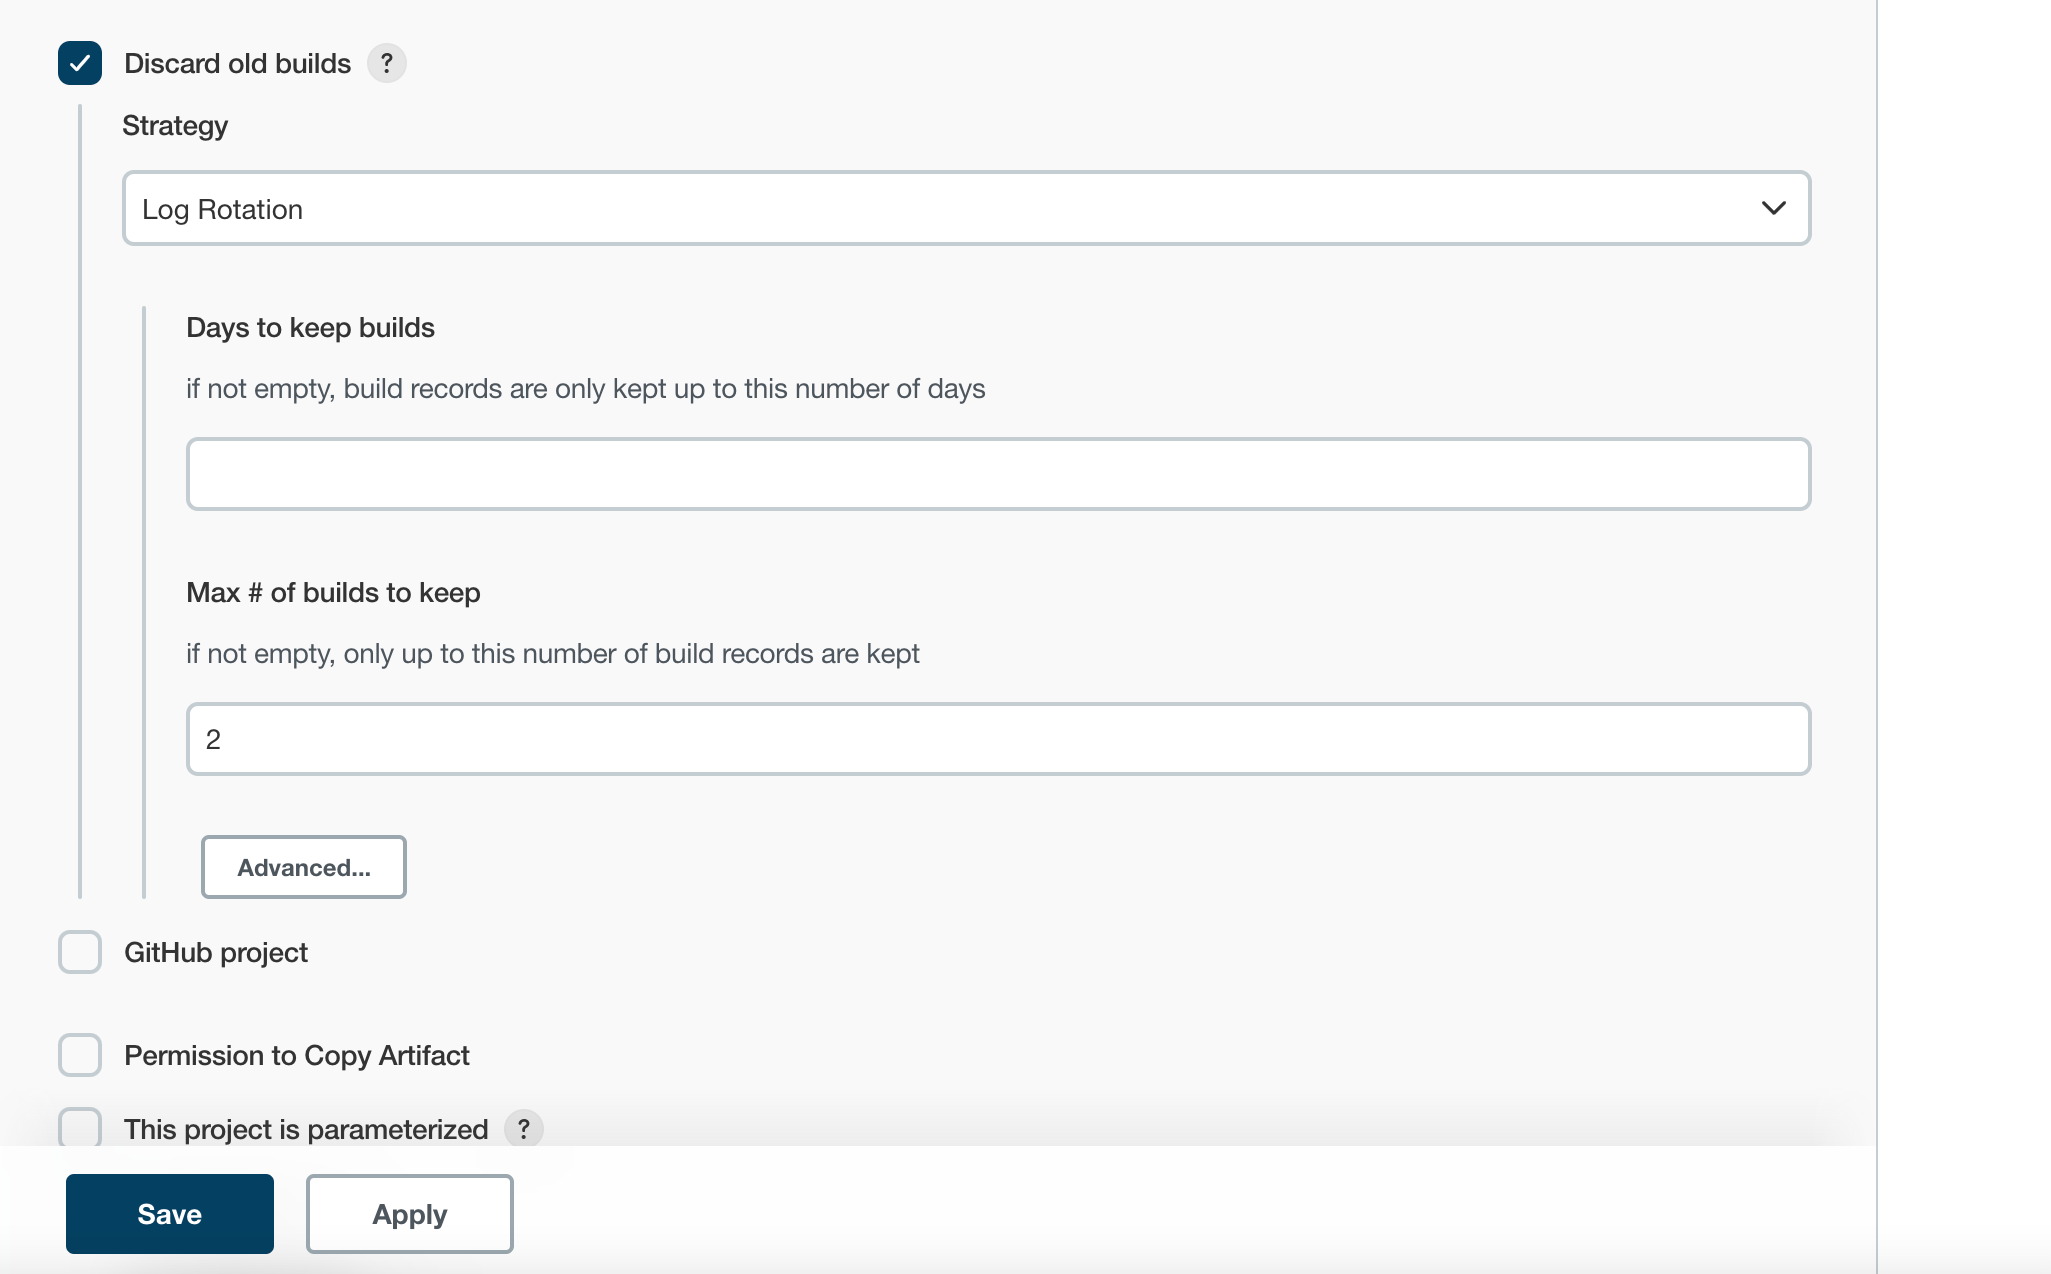 Discard old builds ?
Strategy
Log Rotation
Days to keep builds
if not empty, build records are only kept up to this number of days
Max # of builds to keep
if not empty, only up to this number of build records are kept
2
Advanced...
GitHub project
Permission to Copy Artifact
This project is parameterized ?
Save Apply